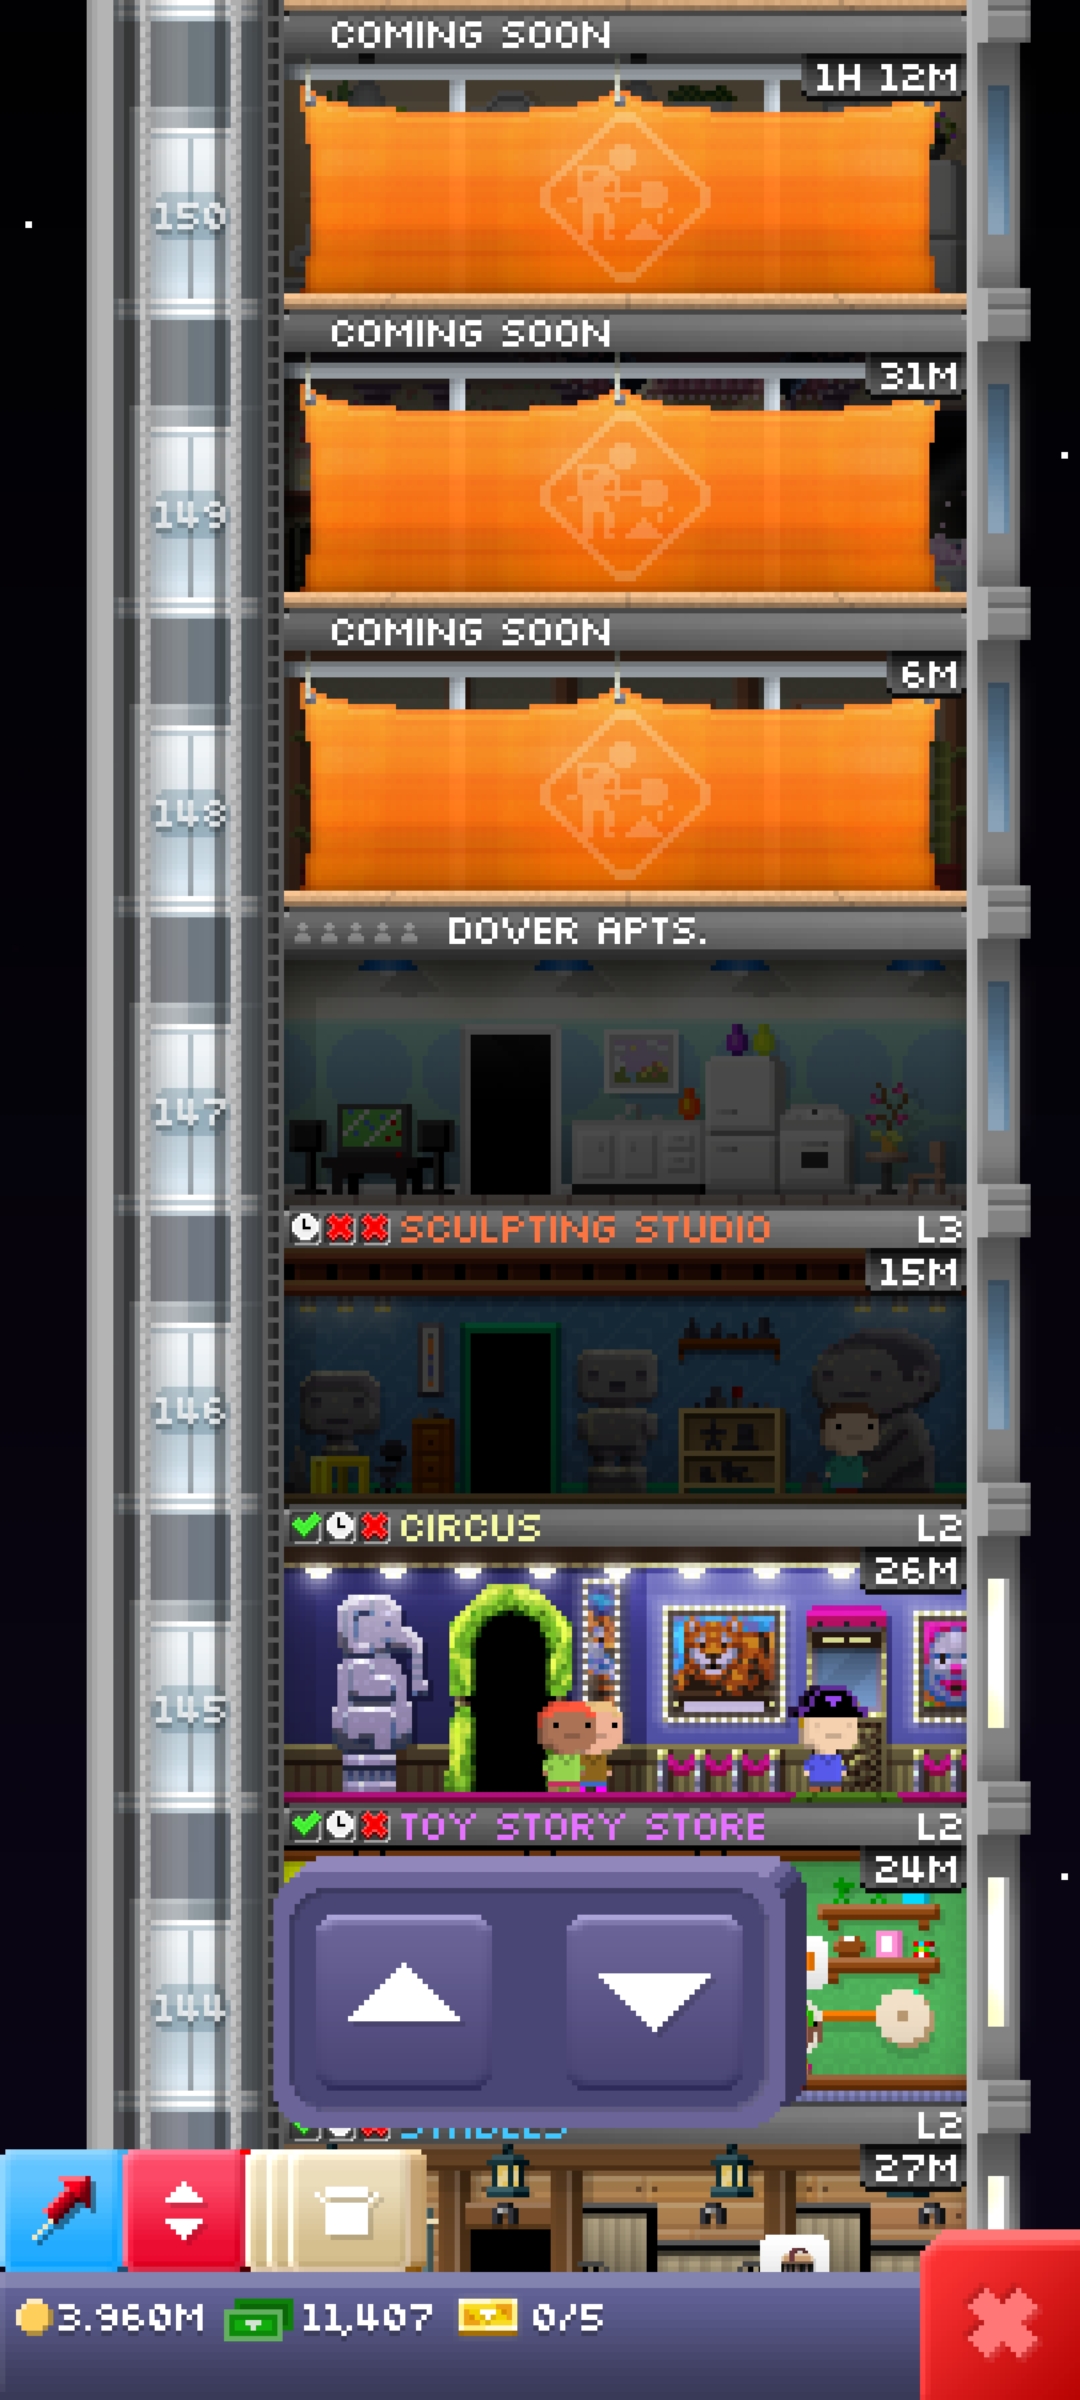 COMING SOON
1H 12M
150
COMING SOON
31M
149
COMING SOON
6M
148
DOVER APTS.
147
SCULPTING STUDIO L3
15M
146
CIRCUS L2
26M
145
TOY STORY STORE L2
24M
144
STABLES L2
27M
3.960M 11,407 0/5